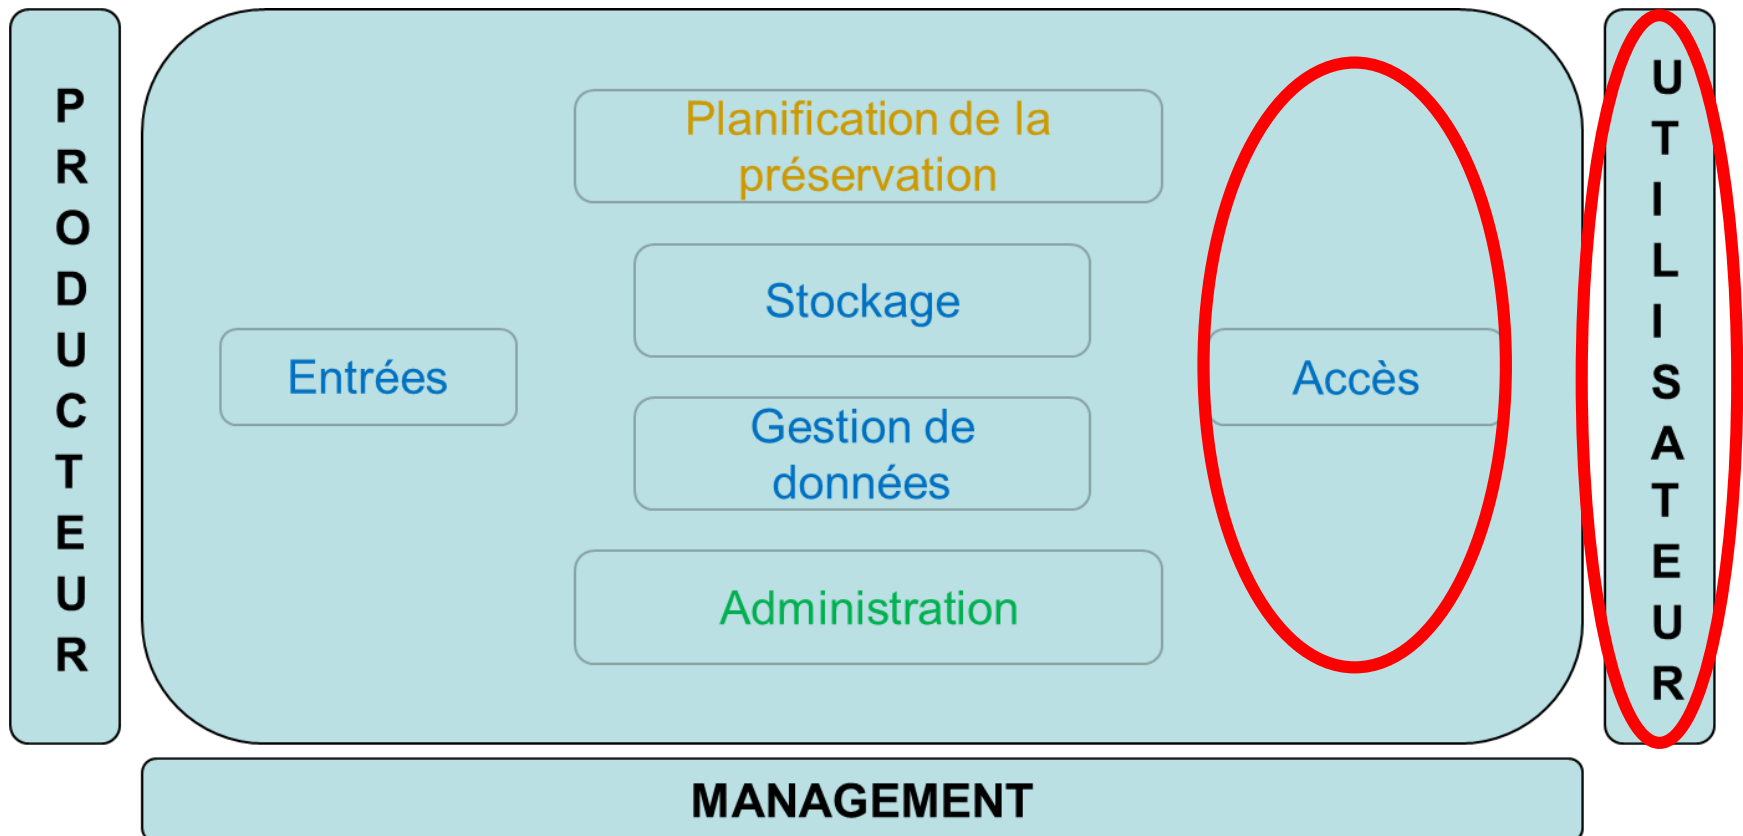 PRODUCTEUR
Planification de la
préservation
Stockage
Entrées
Gestion de
données
Accès
Administration
UTILISATEUR
MANAGEMENT